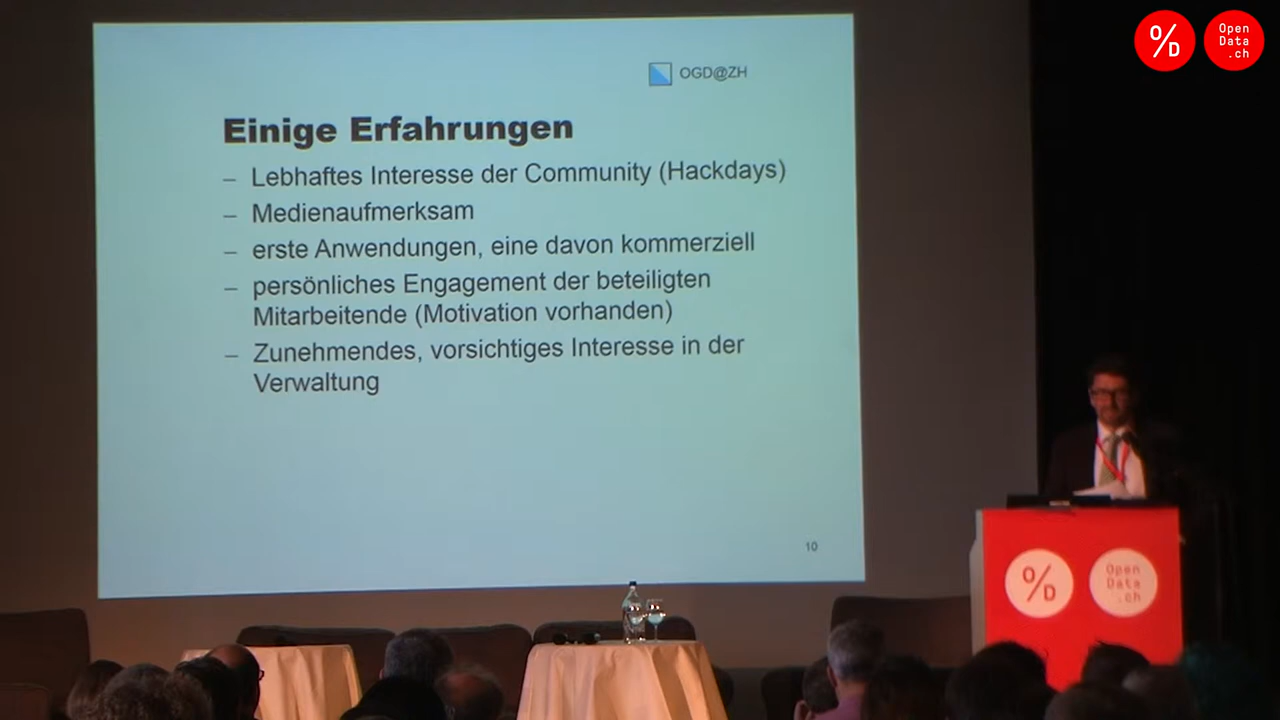 %D
Open
Data
.ch
OGD@ZH
Einige Erfahrungen
– Lebhaftes Interesse der Community (Hackdays)
– Medienaufmerksam
– erste Anwendungen, eine davon kommerziell
– persönliches Engagement der beteiligten
Mitarbeitende (Motivation vorhanden)
– Zunehmendes, vorsichtiges Interesse in der
Verwaltung
10
%D
Open
Data
.ch